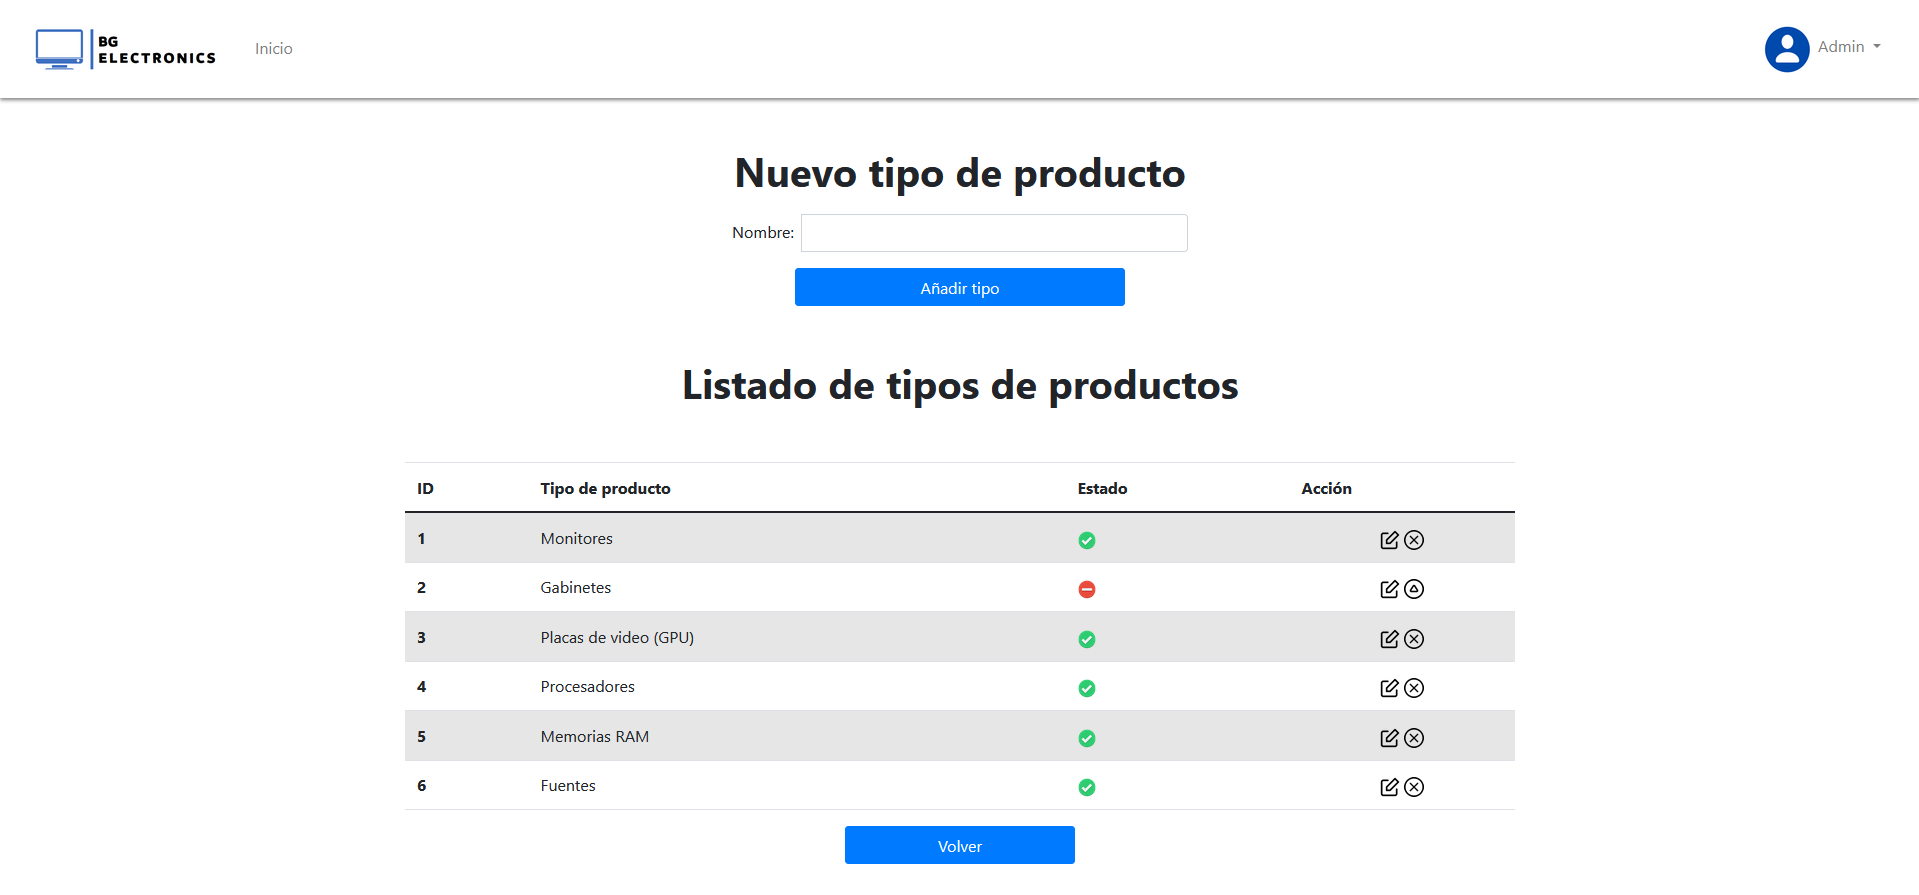 BG
ELECTRONICS
Inicio
Admin
Nuevo tipo de producto
Nombre:
Añadir tipo
Listado de tipos de productos
ID Tipo de producto Estado Acción
1 Monitores
2 Gabinetes
3 Placas de video (GPU)
4 Procesadores
5 Memorias RAM
6 Fuentes
Volver